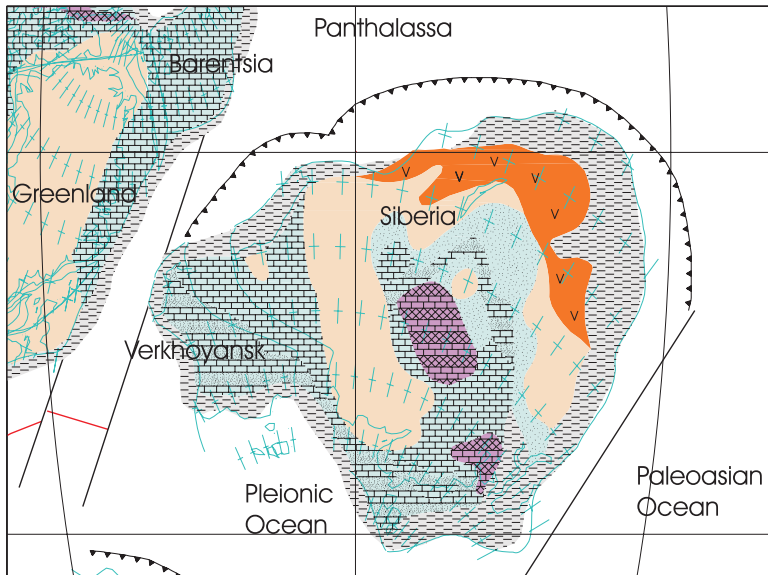 Panthalassa
Barentsia
Greenland
Siberia
V
V
V
V
V
V
V
Verkhoyansk
Pleionic
Ocean
Paleoasian
Ocean